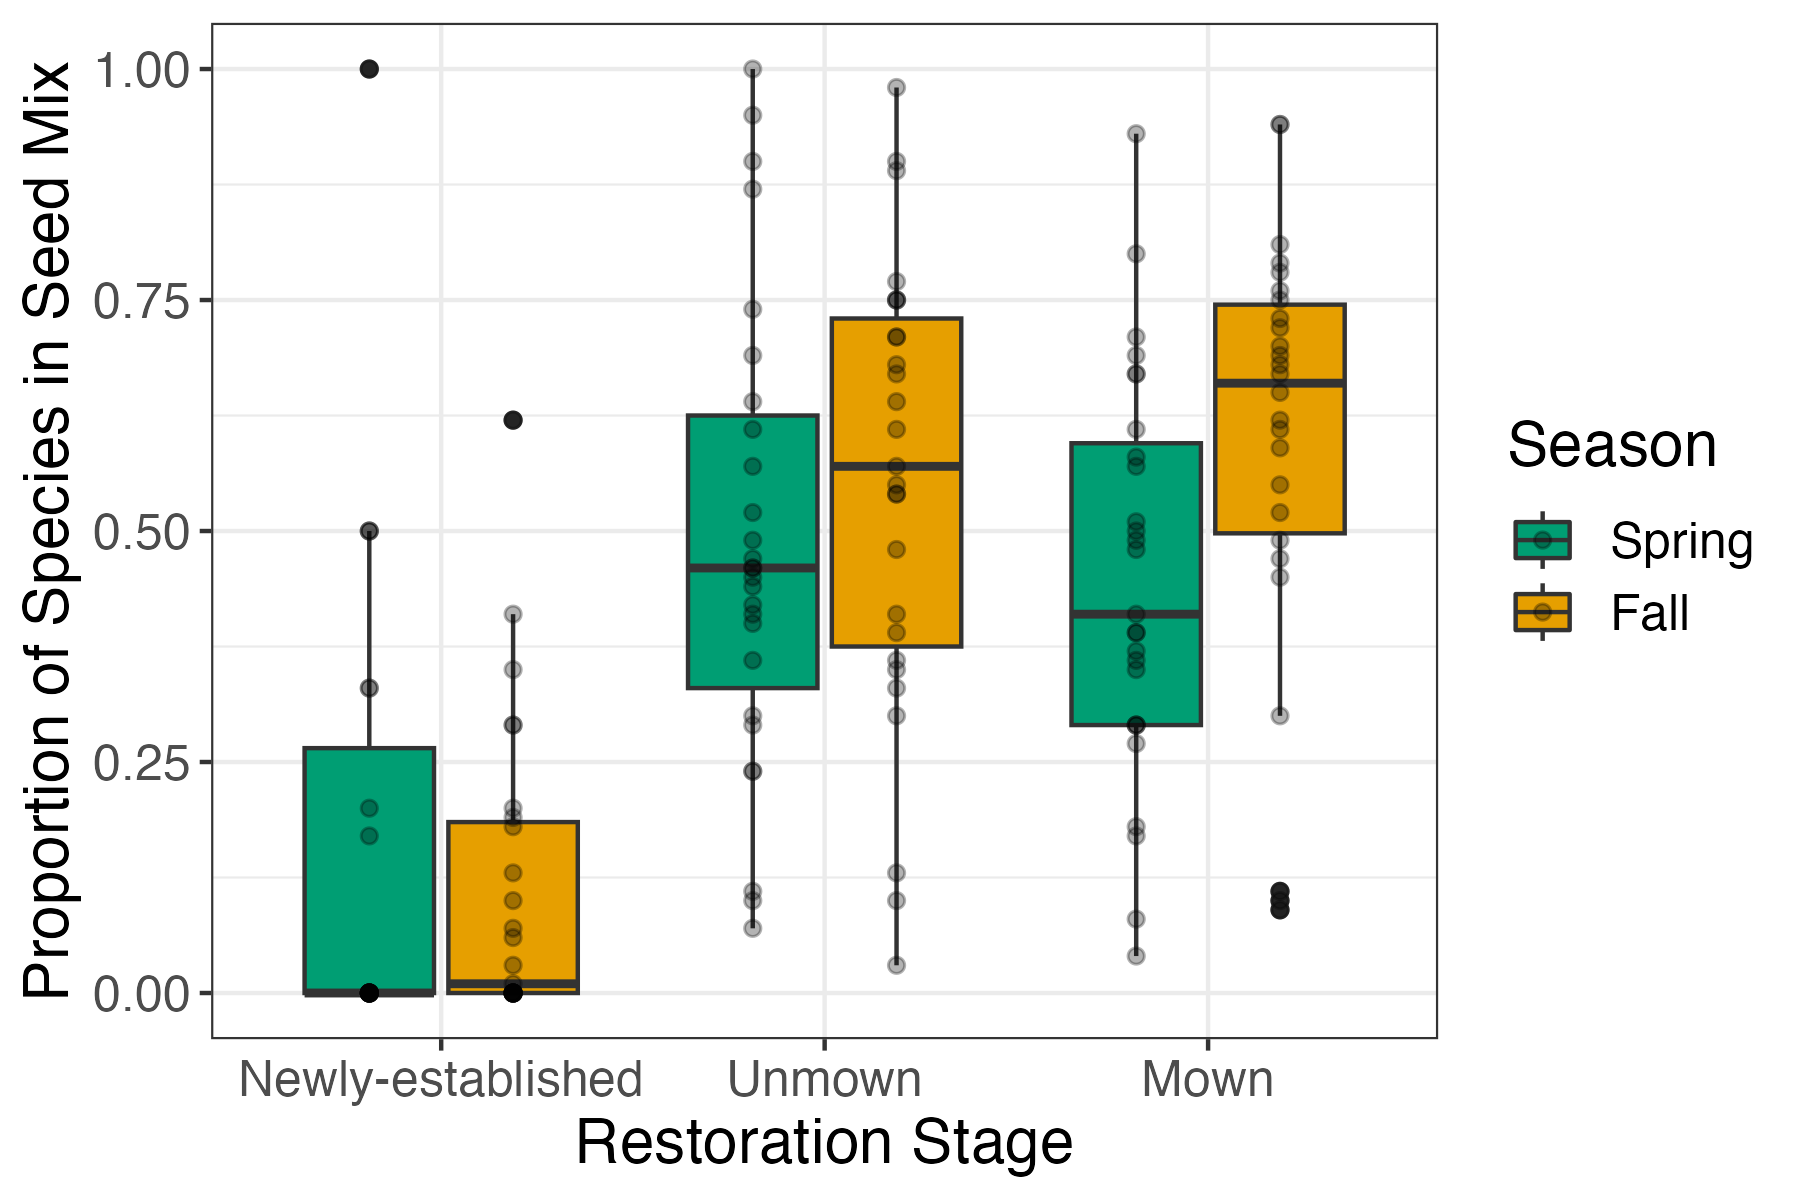 Proportion of Species in Seed Mix
1.00
0.75
0.50
0.25
0.00
Newly-established
Unmown
Mown
Restoration Stage
Season
Spring
Fall